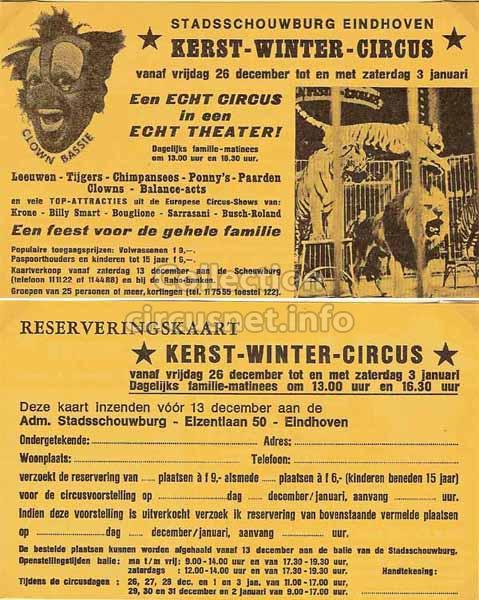 STADSSCHOUWBURG EINDHOVEN
★ KERST-WINTER-CIRCUS ★
vanaf vrijdag 26 december tot en met zaterdag 3 januari
CLOWN BASSIE
Een ECHT CIRCUS
in een
ECHT THEATER!
Dagelijks familie-matinees
om 13.00 uur en 16.30 uur.
Leeuwen - Tijgers - Chimpansees - Ponny's - Paarden
Clowns - Balance-acts
en vele TOP-ATTRACTIES uit de Europese Circus-Shows van:
Krone - Billy Smart - Bouglione - Sarrasani - Busch-Roland
Een feest voor de gehele familie
Populaire toegangsprijzen: Volwassenen f 9,-.
Paspoorthouders en kinderen tot 15 jaar f 6,-.
Kaartverkoop vanaf zaterdag 13 december aan de Schouwburg
(telefoon 111122 of 114488) en bij de Rabo-banken.
Groepen van 25 personen of meer, kortingen (tel. 117555 toestel 122).
Collection
circusnet.info
RESERVERINGSKAART
★ KERST-WINTER-CIRCUS ★
vanaf vrijdag 26 december tot en met zaterdag 3 januari
Dagelijks familie-matinees om 13.00 uur en 16.30 uur
Deze kaart inzenden vóór 13 december aan de
Adm. Stadsschouwburg - Elzentlaan 50 - Eindhoven
Ondergetekende: Adres:
Woonplaats: Telefoon:
verzoekt de reservering van ...... plaatsen à f 9,- alsmede ...... plaatsen à f 6,- (kinderen beneden 15 jaar)
voor de circusvoorstelling op ............dag ...... december/januari, aanvang ...... uur.
Indien deze voorstelling is uitverkocht verzoek ik reservering van bovenstaande vermelde plaatsen
op ............dag ...... december/januari, aanvang ...... uur.
De bestelde plaatsen kunnen worden afgehaald vanaf 13 december aan de balie van de Stadsschouwburg.
Openstellingstijden balie: ma t/m vrij: 9.00-14.00 uur en van 17.30 -19.30 uur.
zaterdags : 12.00-14.00 uur en van 17.30 -19.30 uur. Handtekening:
Tijdens de circusdagen : 26, 27, 28 dec. en 1 en 3 jan. van 11.00-17.00 uur,
29, 30 en 31 december en 2 januari van 9.00-17.00 uur.